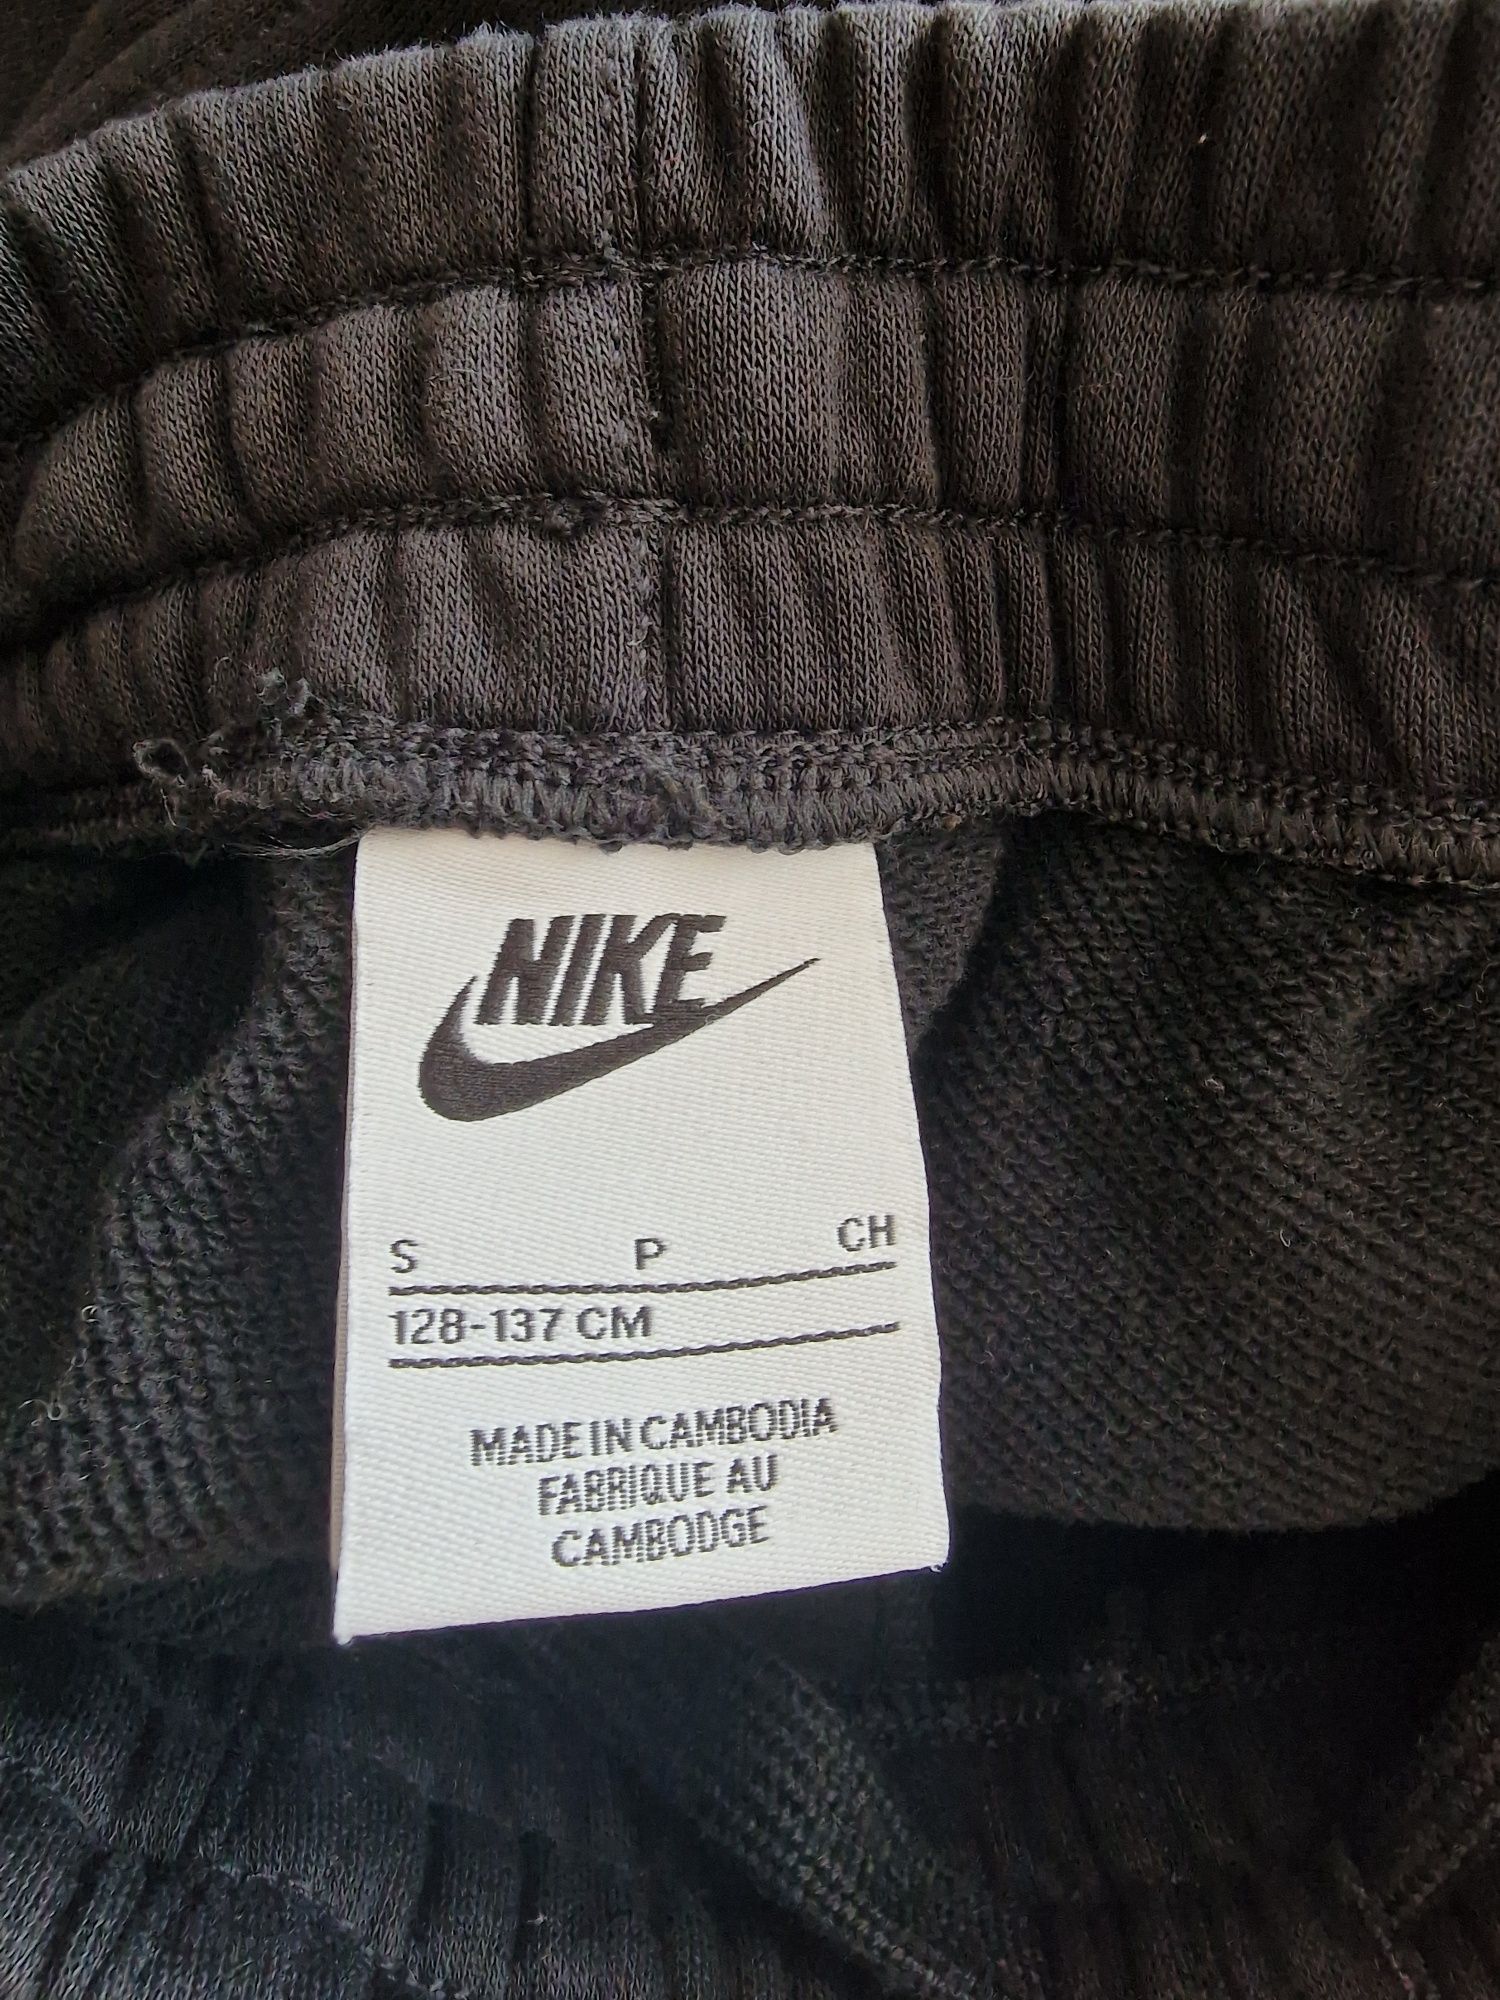 NIKE
S P CH
128-137 CM
MADE IN CAMBODIA
FABRIQUE AU
CAMBODGE